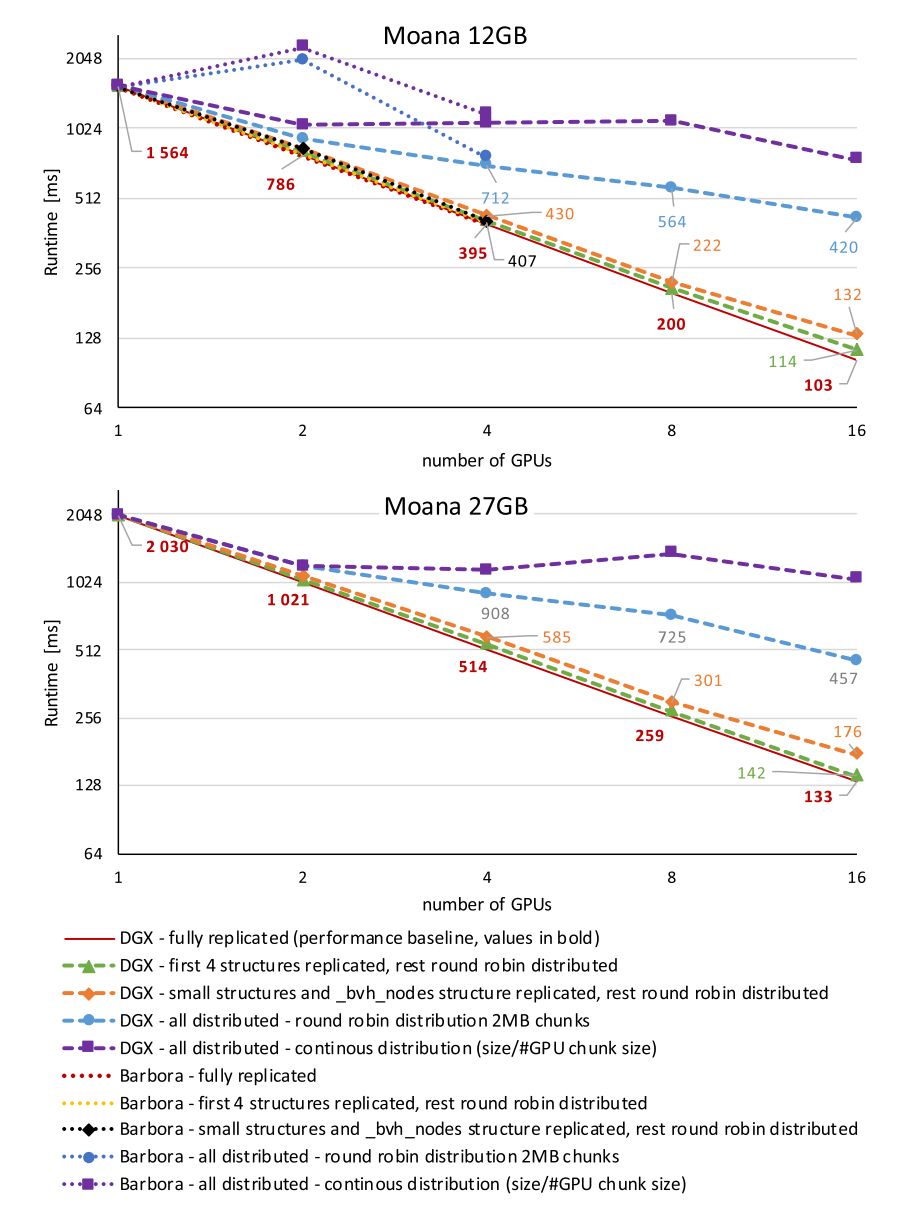 Moana 12GB
2048
1024
512
256
128
64
Runtime [ms]
1 564
786
712
430
395
407
564
222
200
420
132
114
103
1 2 4 8 16
number of GPUs
Moana 27GB
2048
1024
512
256
128
64
Runtime [ms]
2 030
1 021
908
585
514
725
301
259
457
176
142
133
1 2 4 8 16
number of GPUs
DGX - fully replicated (performance baseline, values in bold)
DGX - first 4 structures replicated, rest round robin distributed
DGX - small structures and _bvh_nodes structure replicated, rest round robin distributed
DGX - all distributed - round robin distribution 2MB chunks
DGX - all distributed - continous distribution (size/#GPU chunk size)
Barbora - fully replicated
Barbora - first 4 structures replicated, rest round robin distributed
Barbora - small structures and _bvh_nodes structure replicated, rest round robin distributed
Barbora - all distributed - round robin distribution 2MB chunks
Barbora - all distributed - continous distribution (size/#GPU chunk size)